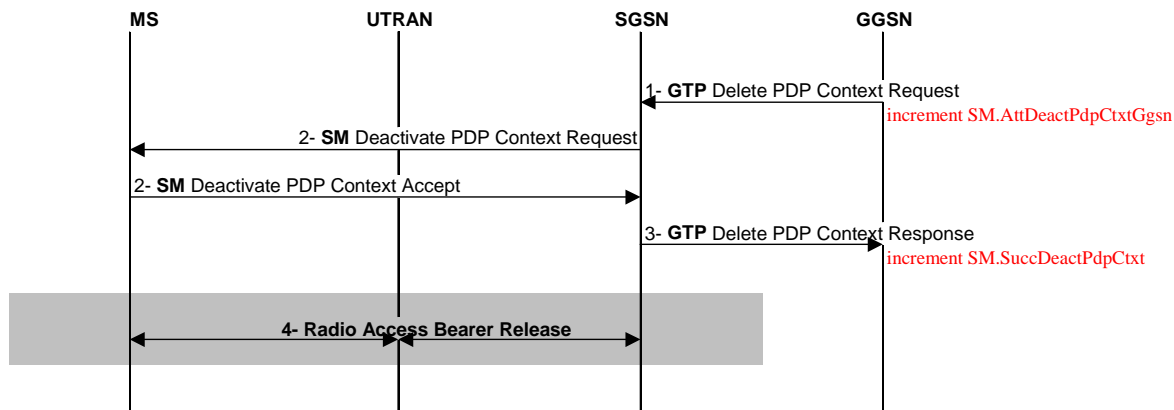 MS UTRAN SGSN GGSN
1- GTP Delete PDP Context Request
increment SM.AttDeactPdpCtxtGgsn
2- SM Deactivate PDP Context Request
2- SM Deactivate PDP Context Accept
3- GTP Delete PDP Context Response
increment SM.SuccDeactPdpCtxt
4- Radio Access Bearer Release